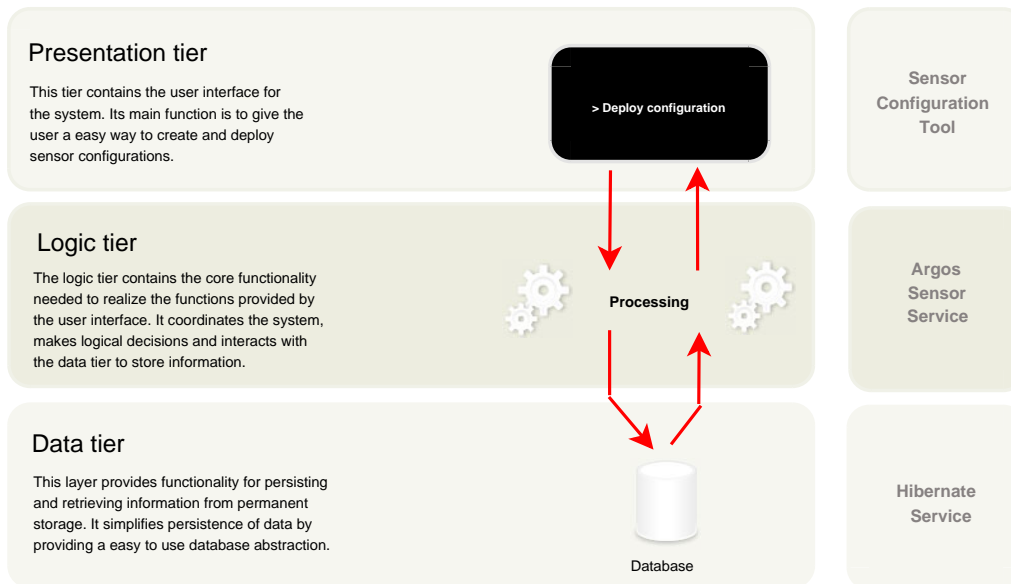 Presentation tier
This tier contains the user interface for
the system. Its main function is to give the
user a easy way to create and deploy
sensor configurations.
> Deploy configuration
Sensor
Configuration
Tool
Logic tier
The logic tier contains the core functionality
needed to realize the functions provided by
the user interface. It coordinates the system,
makes logical decisions and interacts with
the data tier to store information.
Processing
Argos
Sensor
Service
Data tier
This layer provides functionality for persisting
and retrieving information from permanent
storage. It simplifies persistence of data by
providing a easy to use database abstraction.
Database
Hibernate
Service